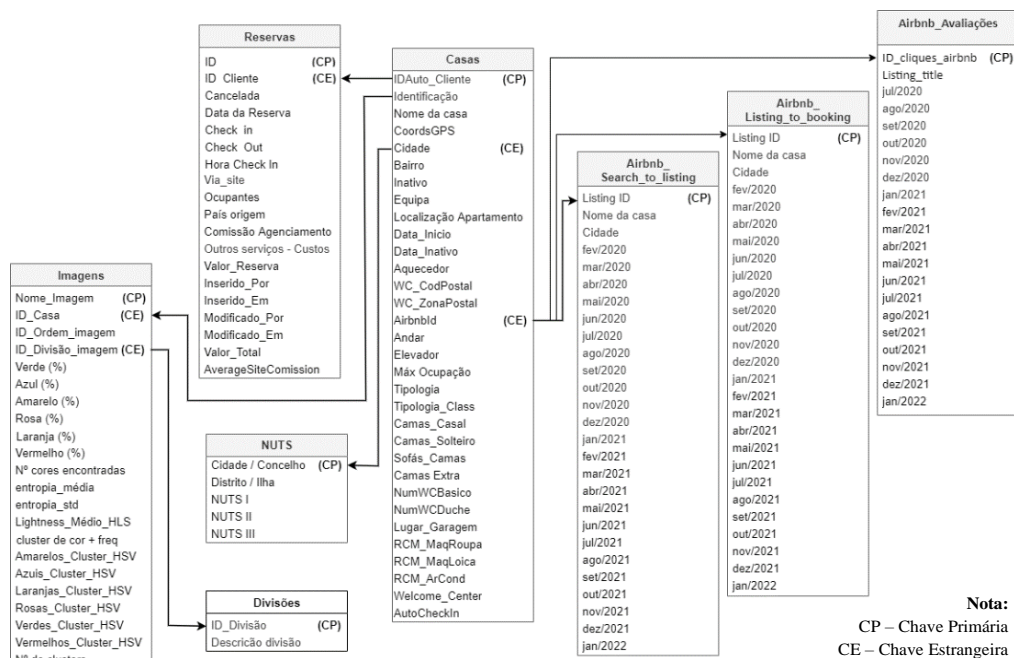 Reservas
ID (CP)
ID Cliente (CE)
Cancelada
Data da Reserva
Check in
Check Out
Hora Check In
Via_site
Ocupantes
País origem
Comissão Agenciamento
Outros serviços - Custos
Valor_Reserva
Inserido_Por
Inserido_Em
Modificado_Por
Modificado_Em
Valor_Total
AverageSiteComission
Casas
IDAuto_Cliente (CP)
Identificação
Nome da casa
CoordsGPS
Cidade (CE)
Bairro
Inativo
Equipa
Localização Apartamento
Data_Inicio
Data_Inativo
Aquecedor
WC_CodPostal
WC_ZonaPostal
AirbnbId (CE)
Andar
Elevador
Máx Ocupação
Tipologia
Tipologia_Class
Camas_Casal
Camas_Solteiro
Sofás_Camas
Camas Extra
NumWCBasico
NumWCDuche
Lugar_Garagem
RCM_MaqRoupa
RCM_MaqLoica
RCM_ArCond
Welcome_Center
AutoCheckIn
Airbnb_
Search_to_listing
Listing ID (CP)
Nome da casa
Cidade
fev/2020
mar/2020
abr/2020
mai/2020
jun/2020
jul/2020
ago/2020
set/2020
out/2020
nov/2020
dez/2020
jan/2021
fev/2021
mar/2021
abr/2021
mai/2021
jun/2021
jul/2021
ago/2021
set/2021
out/2021
nov/2021
dez/2021
jan/2022
Airbnb_
Listing_to_booking
Listing ID (CP)
Nome da casa
Cidade
fev/2020
mar/2020
abr/2020
mai/2020
jun/2020
jul/2020
ago/2020
set/2020
out/2020
nov/2020
dez/2020
jan/2021
fev/2021
mar/2021
abr/2021
mai/2021
jun/2021
jul/2021
ago/2021
set/2021
out/2021
nov/2021
dez/2021
jan/2022
Airbnb_Avaliações
ID_cliques_airbnb (CP)
Listing_title
jul/2020
ago/2020
set/2020
out/2020
nov/2020
dez/2020
jan/2021
fev/2021
mar/2021
abr/2021
mai/2021
jun/2021
jul/2021
ago/2021
set/2021
out/2021
nov/2021
dez/2021
jan/2022
Imagens
Nome_Imagem (CP)
ID_Casa (CE)
ID_Ordem_imagem
ID_Divisão_imagem (CE)
Verde (%)
Azul (%)
Amarelo (%)
Rosa (%)
Laranja (%)
Vermelho (%)
Nº cores encontradas
entropia_média
entropia_std
Lightness_Médio_HLS
cluster de cor + freq
Amarelos_Cluster_HSV
Azuis_Cluster_HSV
Laranjas_Cluster_HSV
Rosas_Cluster_HSV
Verdes_Cluster_HSV
Vermelhos_Cluster_HSV
NUTS
Cidade / Concelho (CP)
Distrito / Ilha
NUTS I
NUTS II
NUTS III
Divisões
ID_Divisão (CP)
Descricão divisão
Nota:
CP – Chave Primária
CE – Chave Estrangeira